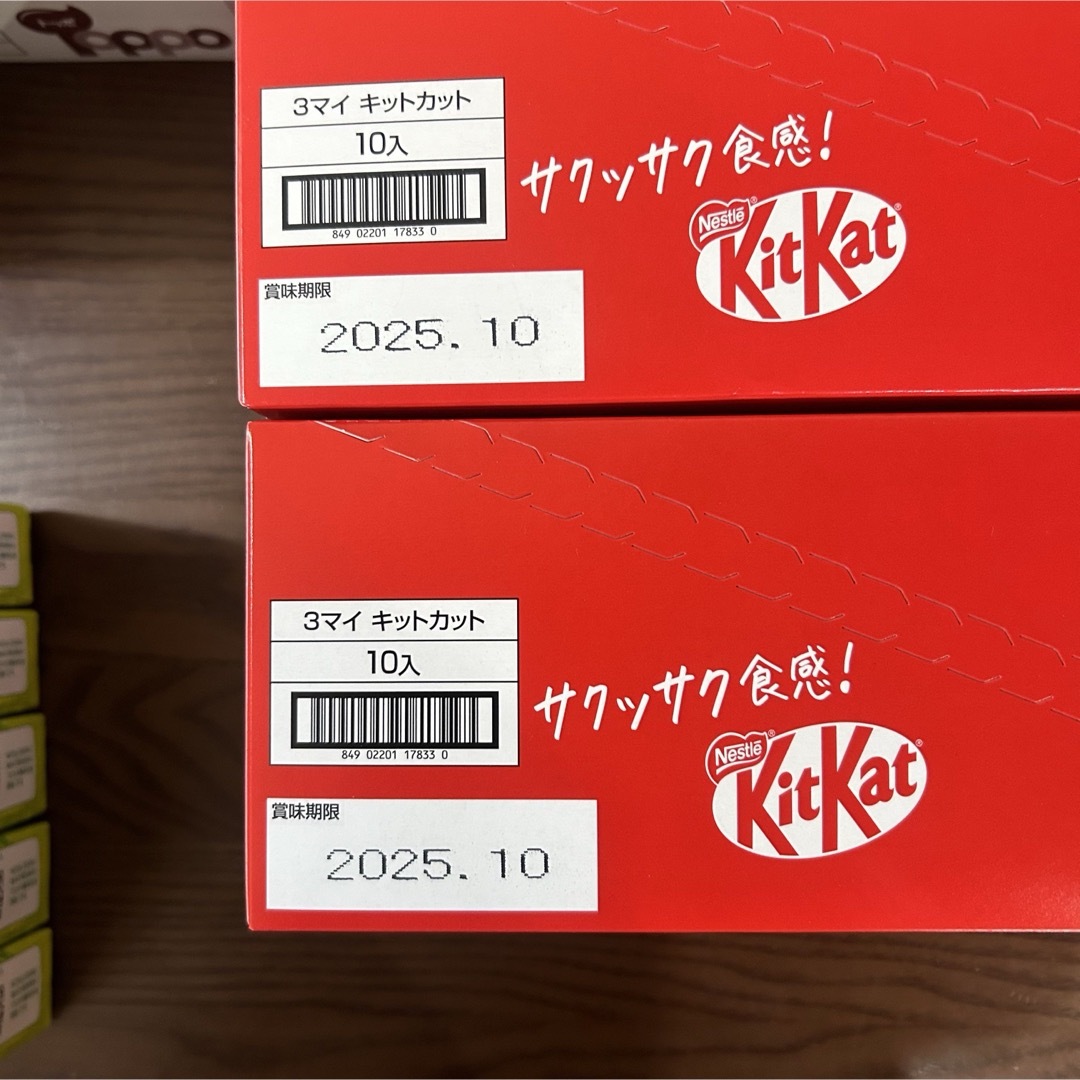 Toppo
3マイ キットカット
10入
849 02201 17833 0
サクッサク食感!
Nestlé
KitKat
賞味期限
2025.10
3マイ キットカット
10入
849 02201 17833 0
サクッサク食感!
Nestlé
KitKat
賞味期限
2025.10